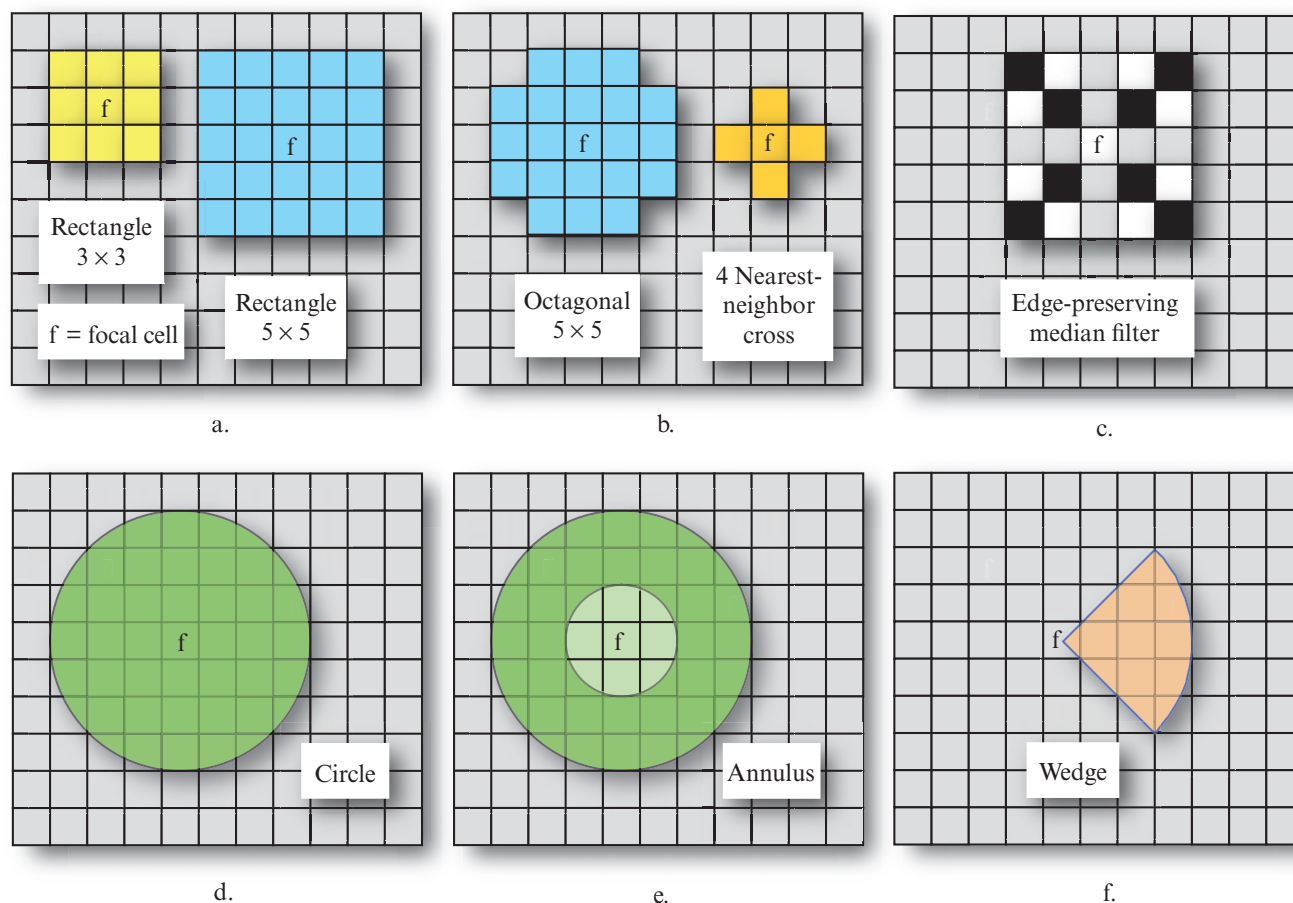 f
f
Rectangle
3 × 3
f = focal cell
Rectangle
5 × 5
a.
f
f
Octagonal
5 × 5
4 Nearest-
neighbor
cross
b.
f
f
Edge-preserving
median filter
c.
f
Circle
d.
f
Annulus
e.
f
f
Wedge
f.